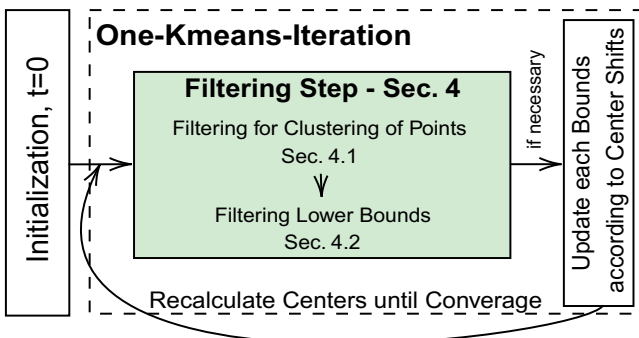 Initialization, t=0
One-Kmeans-Iteration
Filtering Step - Sec. 4
Filtering for Clustering of Points
Sec. 4.1
Filtering Lower Bounds
Sec. 4.2
if necessary
Update each Bounds
according to Center Shifts
Recalculate Centers until Converage